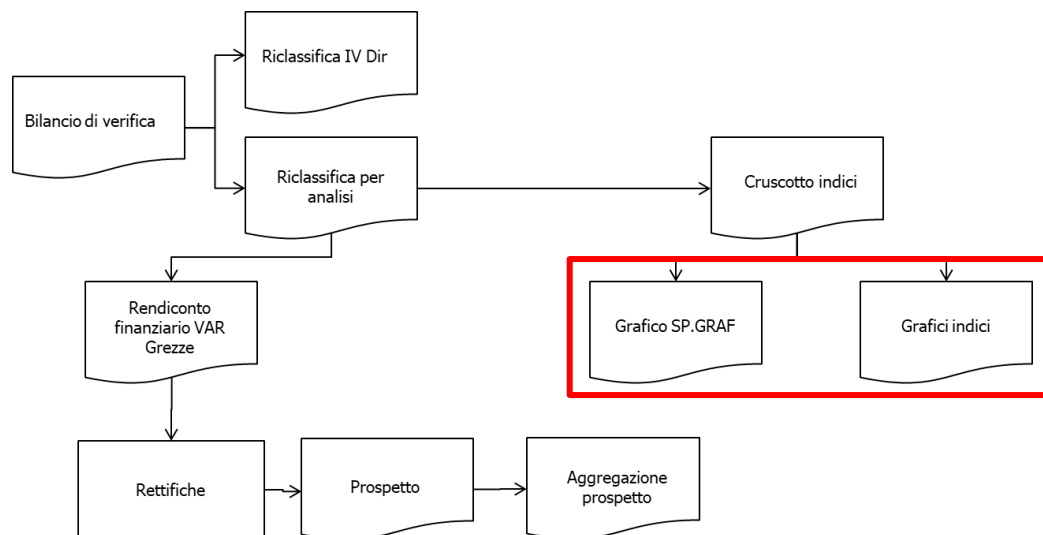 Riclassifica IV Dir
Bilancio di verifica
Riclassifica per
analisi
Cruscotto indici
Rendiconto
finanziario VAR
Grezze
Grafico SP.GRAF
Grafici indici
Rettifiche
Prospetto
Aggregazione
prospetto